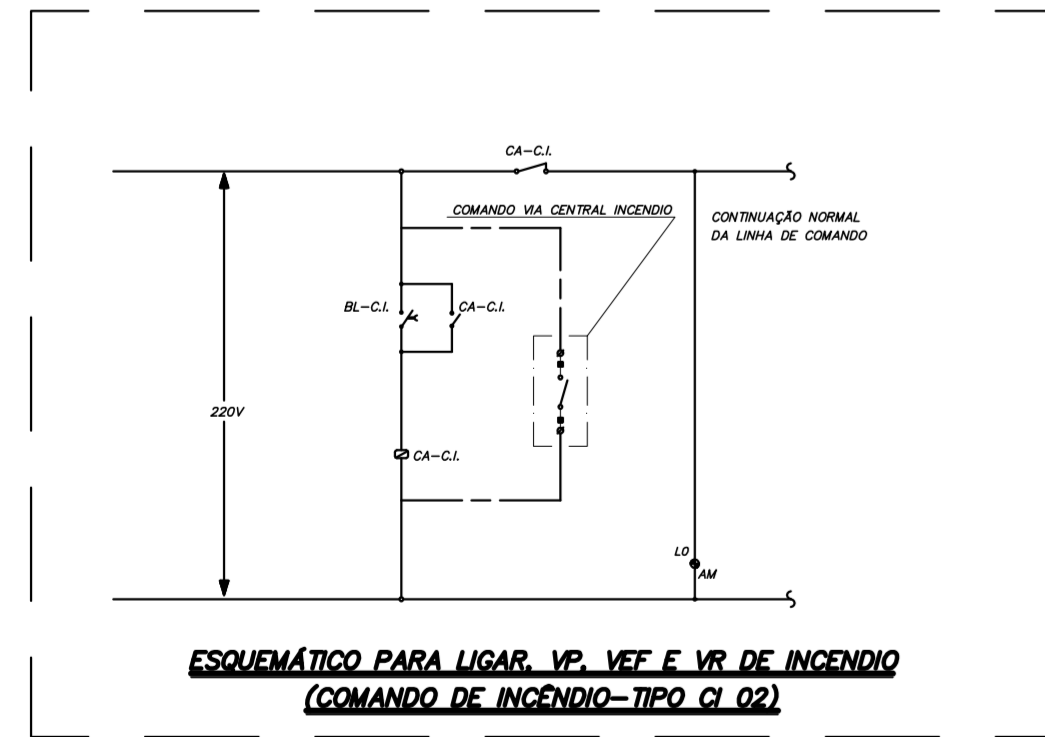 CA-C.I.
COMANDO VIA CENTRAL INCENDIO
CONTINUAÇÃO NORMAL
DA LINHA DE COMANDO
BL-C.I.
CA-C.I.
220V
CA-C.I.
LO
AM
ESQUEMÁTICO PARA LIGAR. VP. VEF E VR DE INCENDIO
(COMANDO DE INCÊNDIO-TIPO CI 02)